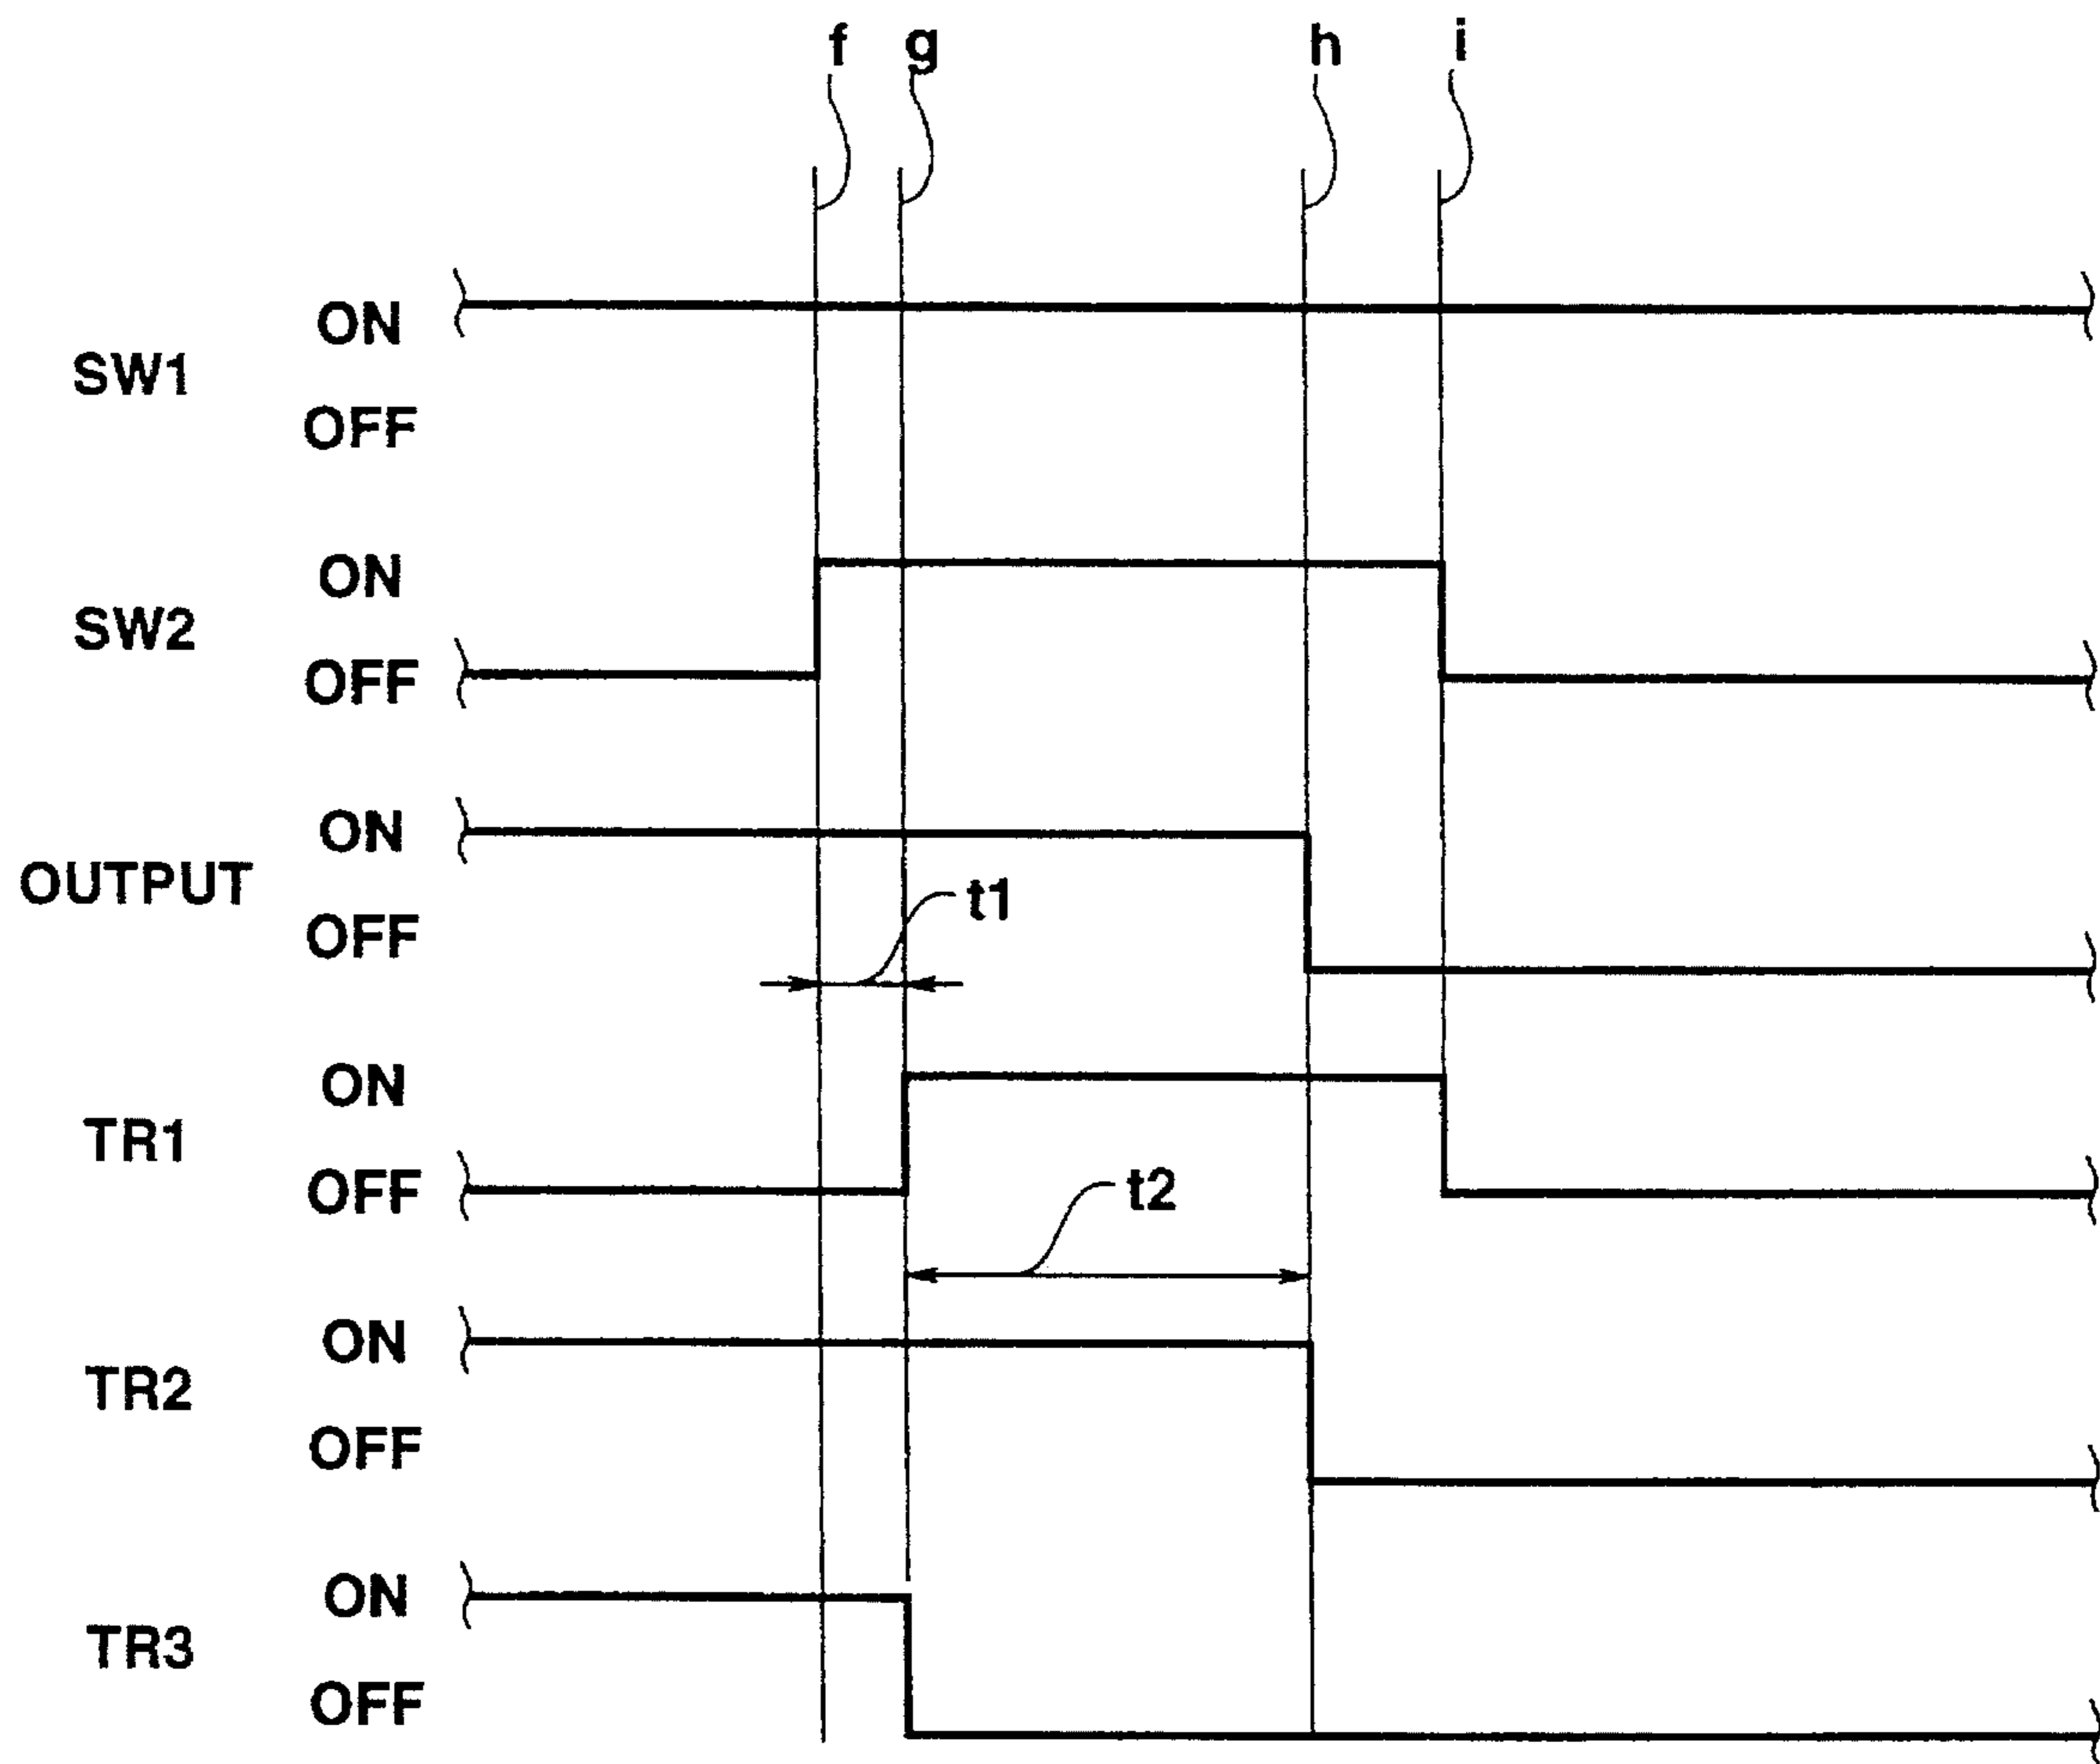 f g h i
ON
SW1
OFF
ON
SW2
OFF
ON
OUTPUT
t1
OFF
ON
TR1
OFF
t2
ON
TR2
OFF
ON
TR3
OFF